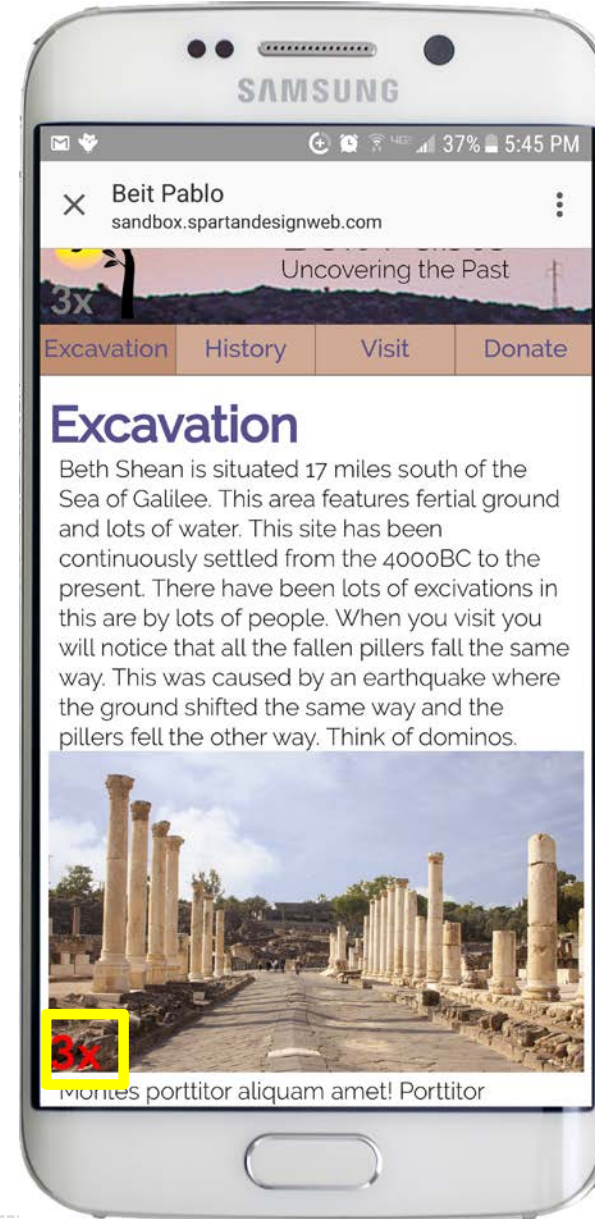 SAMSUNG
4G 37% 5:45 PM
Beit Pablo
sandbox.spartandesignweb.com
Uncovering the Past
3x
Excavation History Visit Donate
Excavation
Beth Shean is situated 17 miles south of the
Sea of Galilee. This area features fertial ground
and lots of water. This site has been
continuously settled from the 4000BC to the
present. There have been lots of excivations in
this are by lots of people. When you visit you
will notice that all the fallen pillers fall the same
way. This was caused by an earthquake where
the ground shifted the same way and the
pillers fell the other way. Think of dominos.
3x
Montes porttitor aliquam amet! Porttitor